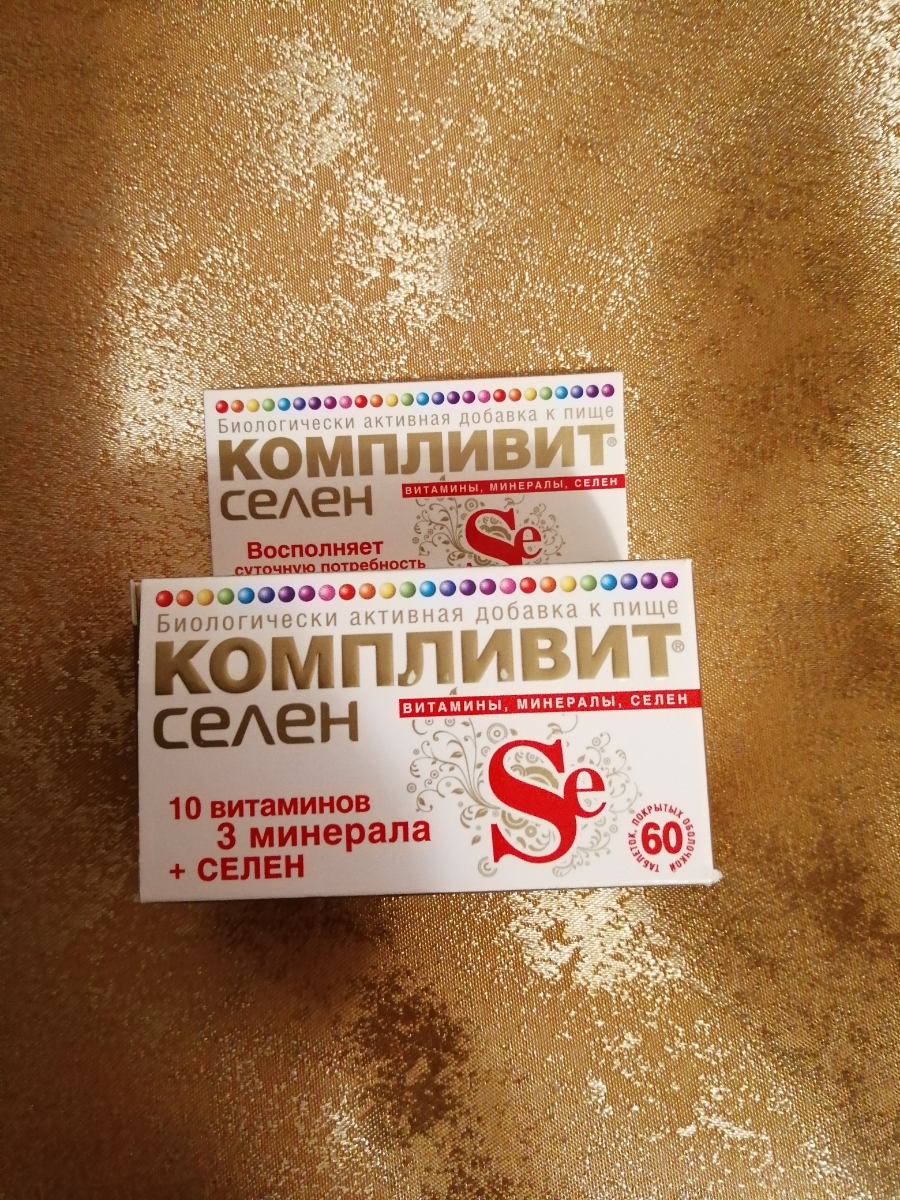 Биологически активная добавка к пище
КОМПЛИВИТ®
селен
ВИТАМИНЫ, МИНЕРАЛЫ, СЕЛЕН
Se
Восполняет
суточную потребность
Биологически активная добавка к пище
КОМПЛИВИТ®
селен
ВИТАМИНЫ, МИНЕРАЛЫ, СЕЛЕН
Se
10 витаминов
3 минерала
+ СЕЛЕН
60
ТАБЛЕТОК, ПОКРЫТЫХ ОБОЛОЧКОЙ